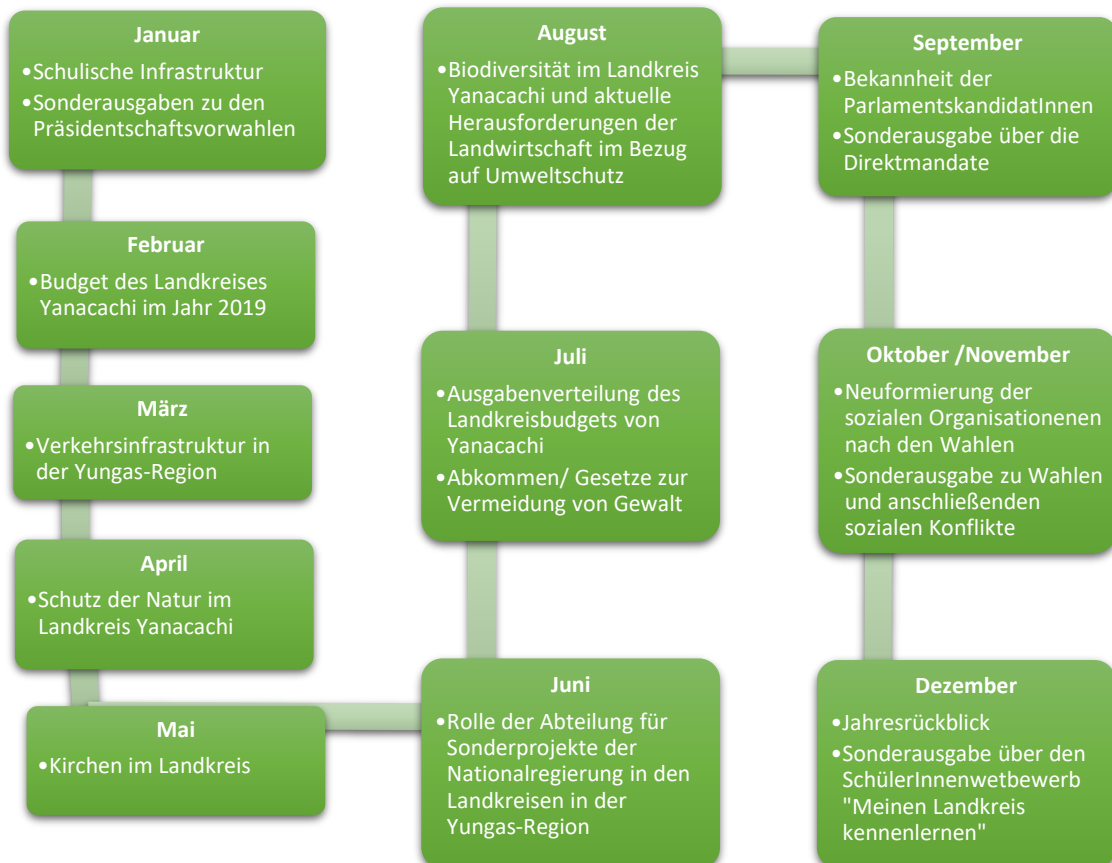 Januar
•Schulische Infrastruktur
•Sonderausgaben zu den
Präsidentschaftsvorwahlen
Februar
•Budget des Landkreises
Yanacachi im Jahr 2019
März
•Verkehrsinfrastruktur in
der Yungas-Region
April
•Schutz der Natur im
Landkreis Yanacachi
Mai
•Kirchen im Landkreis
Juni
•Rolle der Abteilung für
Sonderprojekte der
Nationalregierung in den
Landkreisen in der
Yungas-Region
Juli
•Ausgabenverteilung des
Landkreisbudgets von
Yanacachi
•Abkommen/ Gesetze zur
Vermeidung von Gewalt
August
•Biodiversität im Landkreis
Yanacachi und aktuelle
Herausforderungen der
Landwirtschaft im Bezug
auf Umweltschutz
September
•Bekannheit der
ParlamentskandidatInnen
•Sonderausgabe über die
Direktmandate
Oktober /November
•Neuformierung der
sozialen Organisationenen
nach den Wahlen
•Sonderausgabe zu Wahlen
und anschließenden
sozialen Konflikte
Dezember
•Jahresrückblick
•Sonderausgabe über den
SchülerInnenwetbewerb
"Meinen Landkreis
kennenlernen"